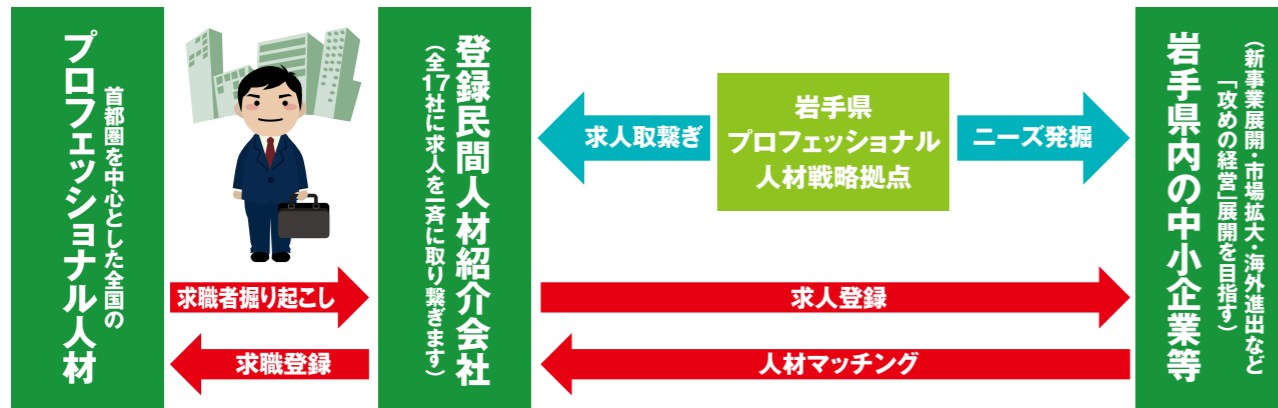 首都圏を中心とした全国の
プロフェッショナル人材
求職者掘り起こし
求職登録
登録民間人材紹介会社
（全17社に求人を一斉に取り繋ぎます）
求人取繋ぎ
岩手県
プロフェッショナル
人材戦略拠点
ニーズ発掘
求人登録
人材マッチング
（新事業展開・市場拡大・海外進出など
「攻めの経営」展開を目指す）
岩手県内の中小企業等